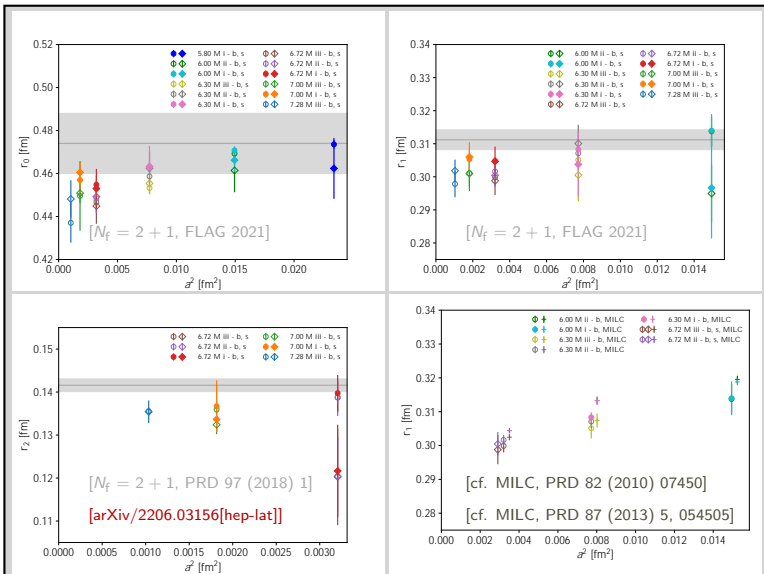 0.52
0.50
0.48
0.46
0.44
0.42
r0 [fm]
5.80 M i - b, s
6.00 M ii - b, s
6.00 M i - b, s
6.30 M iii - b, s
6.30 M ii - b, s
6.30 M i - b, s
6.72 M iii - b, s
6.72 M ii - b, s
6.72 M i - b, s
7.00 M iii - b, s
7.00 M i - b, s
7.28 M iii - b, s
[Nf = 2 + 1, FLAG 2021]
0.000 0.005 0.010 0.015 0.020
a² [fm²]
0.34
0.33
0.32
0.31
0.30
0.29
0.28
r1 [fm]
6.00 M ii - b, s
6.00 M i - b, s
6.30 M iii - b, s
6.30 M ii - b, s
6.30 M i - b, s
6.72 M iii - b, s
6.72 M ii - b, s
6.72 M i - b, s
7.00 M iii - b, s
7.00 M i - b, s
7.28 M iii - b, s
[Nf = 2 + 1, FLAG 2021]
0.000 0.002 0.004 0.006 0.008 0.010 0.012 0.014
a² [fm²]
0.15
0.14
0.13
0.12
0.11
r2 [fm]
6.72 M iii - b, s
6.72 M ii - b, s
6.72 M i - b, s
7.00 M iii - b, s
7.00 M i - b, s
7.28 M iii - b, s
[Nf = 2 + 1, PRD 97 (2018) 1]
[arXiv/2206.03156[hep-lat]]
0.0000 0.0005 0.0010 0.0015 0.0020 0.0025 0.0030
a² [fm²]
0.34
0.33
0.32
0.31
0.30
0.29
0.28
r1 [fm]
6.00 M ii - b, MILC
6.00 M i - b, MILC
6.30 M iii - b, MILC
6.30 M ii - b, MILC
6.30 M i - b, MILC
6.72 M iii - b, s, MILC
6.72 M ii - b, s, MILC
[cf. MILC, PRD 82 (2010) 07450]
[cf. MILC, PRD 87 (2013) 5, 054505]
0.000 0.002 0.004 0.006 0.008 0.010 0.012 0.014
a² [fm²]